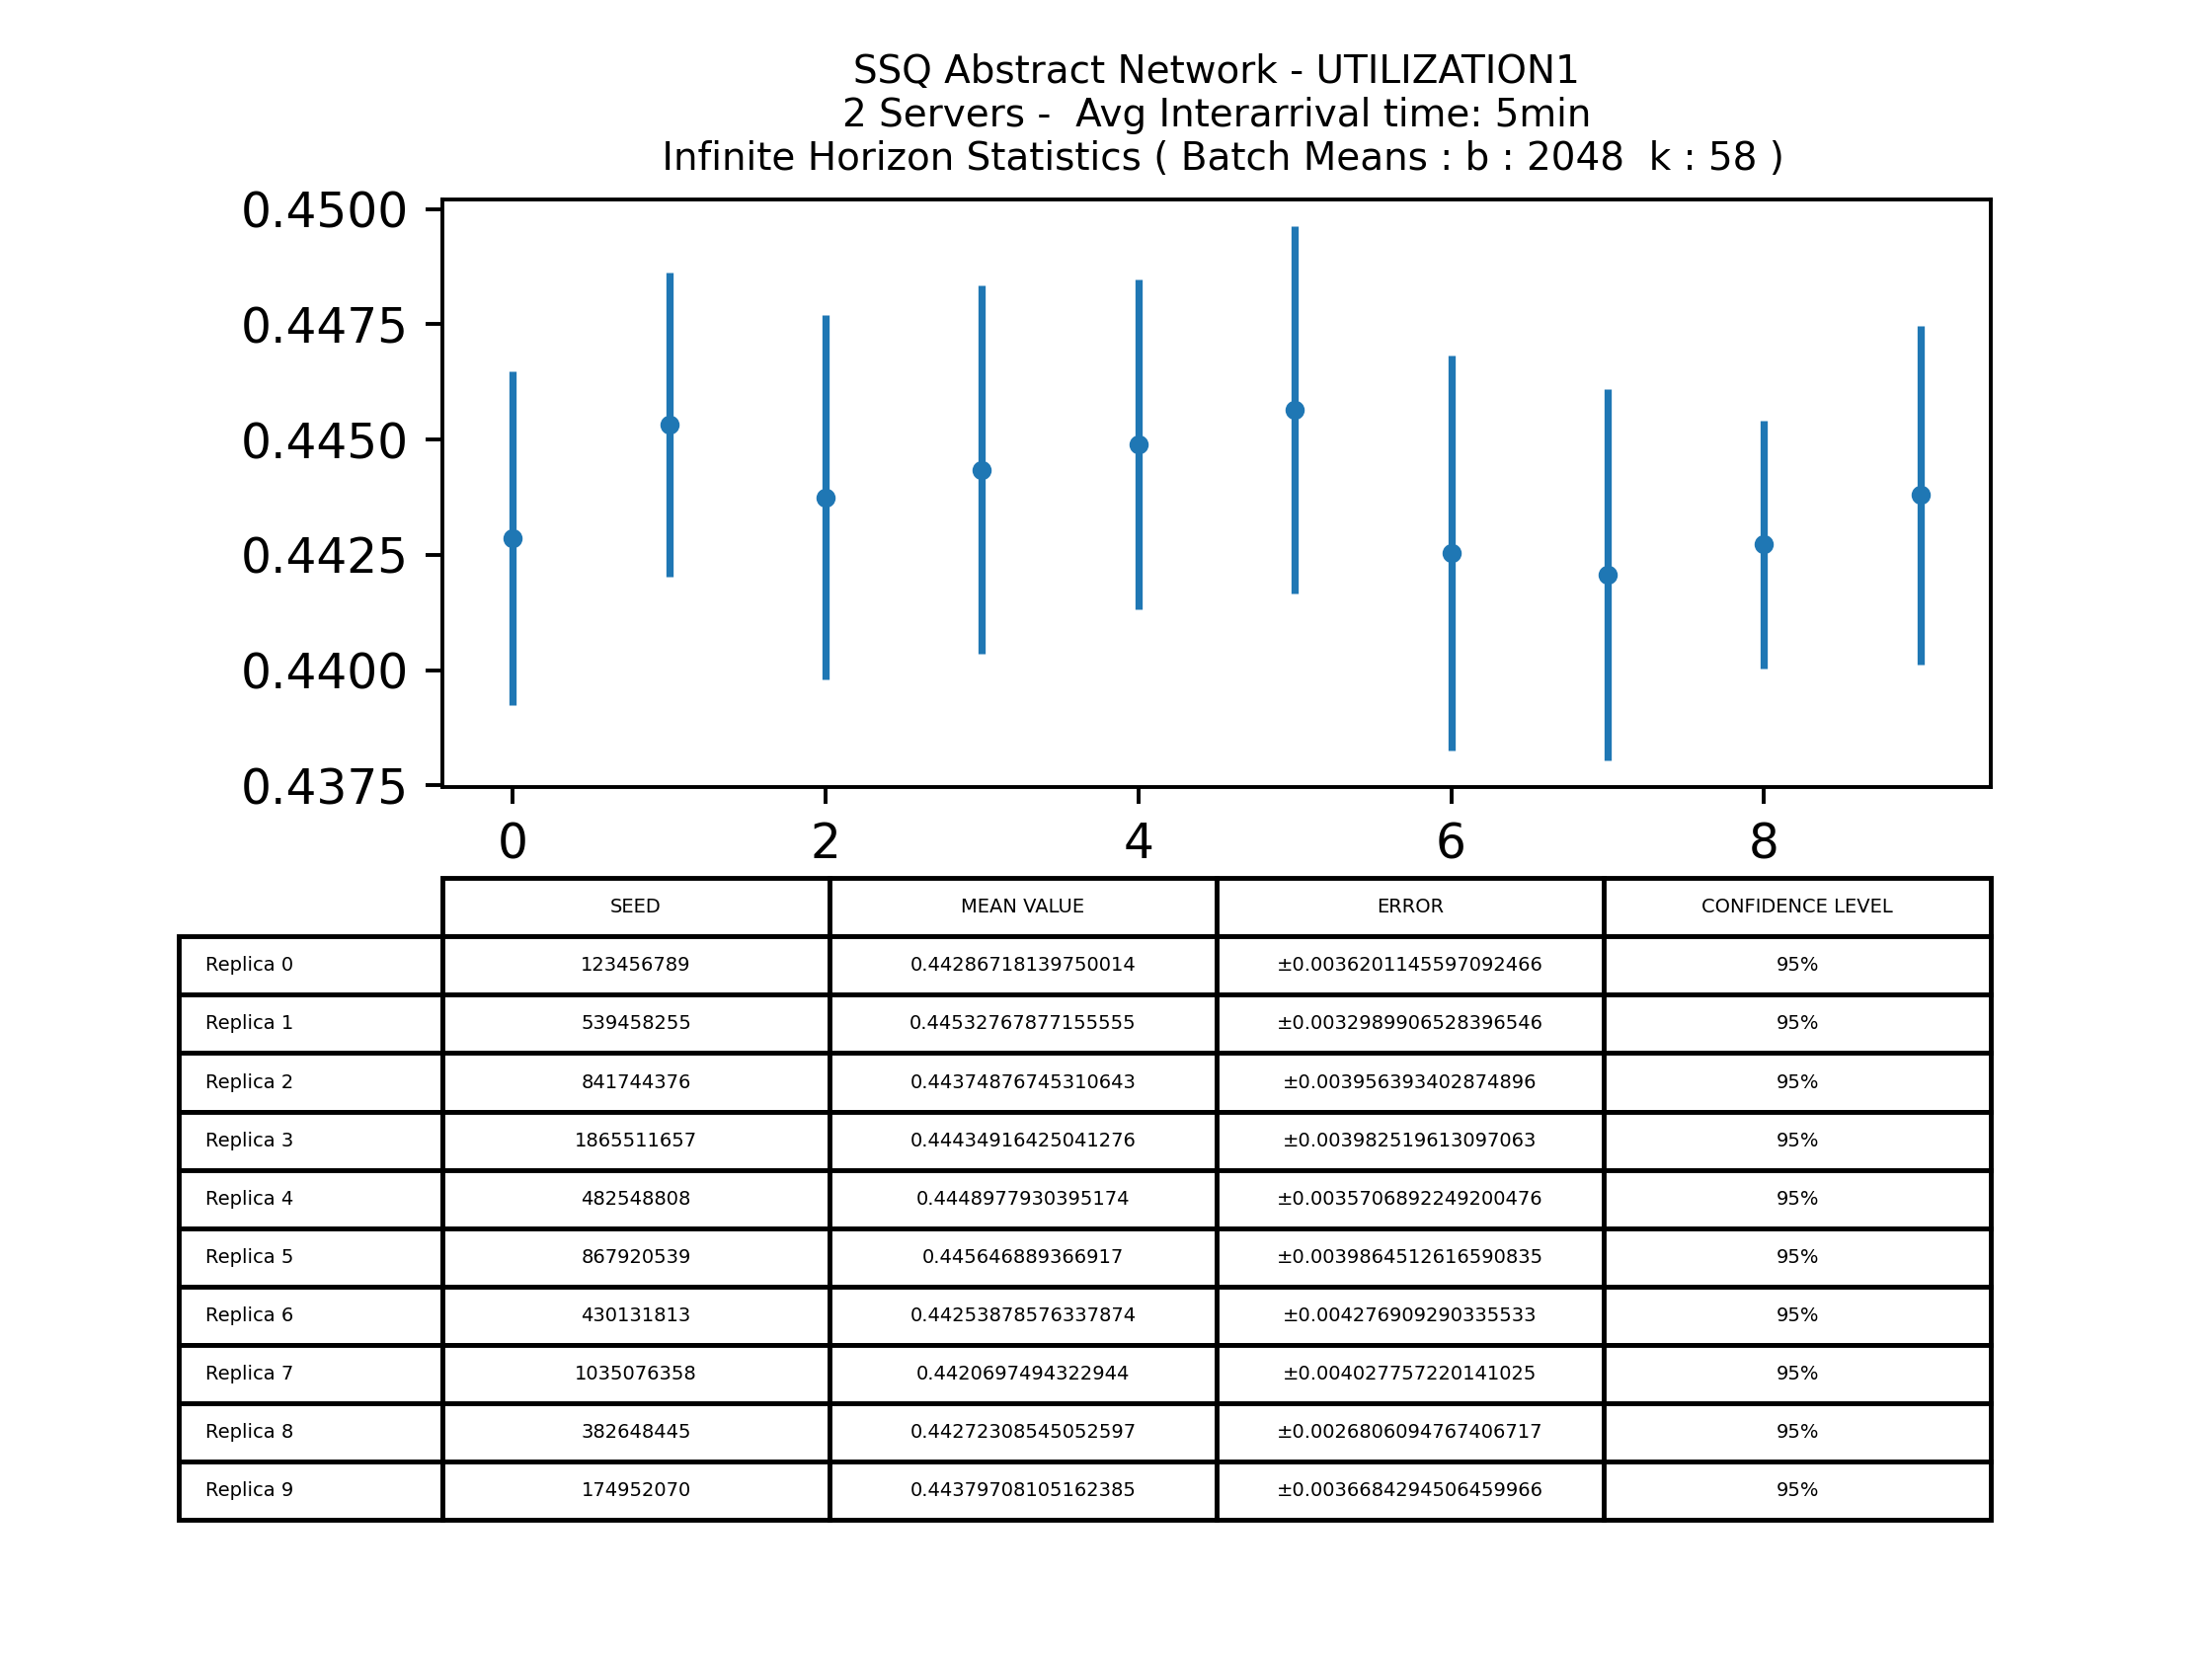 SSQ Abstract Network - UTILIZATION1
2 Servers -  Avg Interarrival time: 5min
Infinite Horizon Statistics ( Batch Means : b : 2048  k : 58 )
0.4500
0.4475
0.4450
0.4425
0.4400
0.4375
0 2 4 6 8
SEED MEAN VALUE ERROR CONFIDENCE LEVEL
Replica 0 123456789 0.44286718139750014 ±0.0036201145597092466 95%
Replica 1 539458255 0.44532767877155555 ±0.0032989906528396546 95%
Replica 2 841744376 0.44374876745310643 ±0.003956393402874896 95%
Replica 3 1865511657 0.44434916425041276 ±0.003982519613097063 95%
Replica 4 482548808 0.4448977930395174 ±0.0035706892249200476 95%
Replica 5 867920539 0.445646889366917 ±0.0039864512616590835 95%
Replica 6 430131813 0.44253878576337874 ±0.004276909290335533 95%
Replica 7 1035076358 0.4420697494322944 ±0.004027757220141025 95%
Replica 8 382648445 0.44272308545052597 ±0.0026806094767406717 95%
Replica 9 174952070 0.44379708105162385 ±0.0036684294506459966 95%